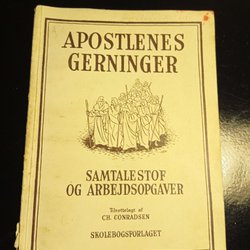 APOSTLENES
GERNINGER
SAMTALESTOF
OG ARBEJDSOPGAVER
Tilrettelagt af
CH. CONRADSEN
SKOLEBOGSFORLAGET